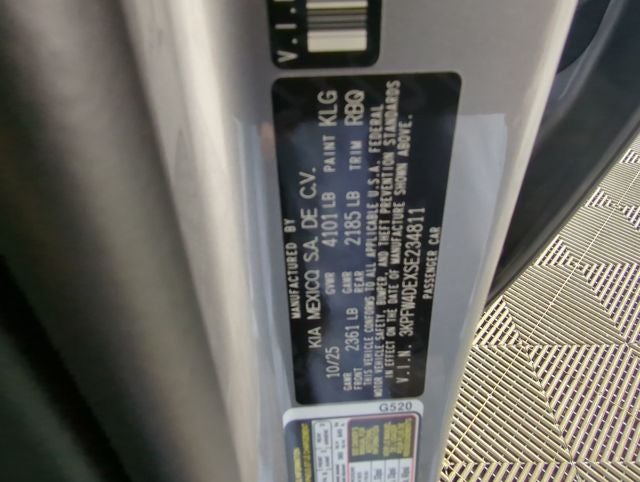 V.I.N
MANUFACTURED BY
KIA MEXICO S.A. DE C.V.
10/25 GVWR 4101 LB PAINT KLG
GAWR FRONT 2361 LB GAWR REAR 2185 LB TRIM RBQ
THIS VEHICLE CONFORMS TO ALL APPLICABLE U.S.A. FEDERAL
MOTOR VEHICLE SAFETY, BUMPER, AND THEFT PREVENTION STANDARDS
IN EFFECT ON THE DATE OF MANUFACTURE SHOWN ABOVE.
V.I.N. 3KPFW4DEXSE234811
PASSENGER CAR
G520